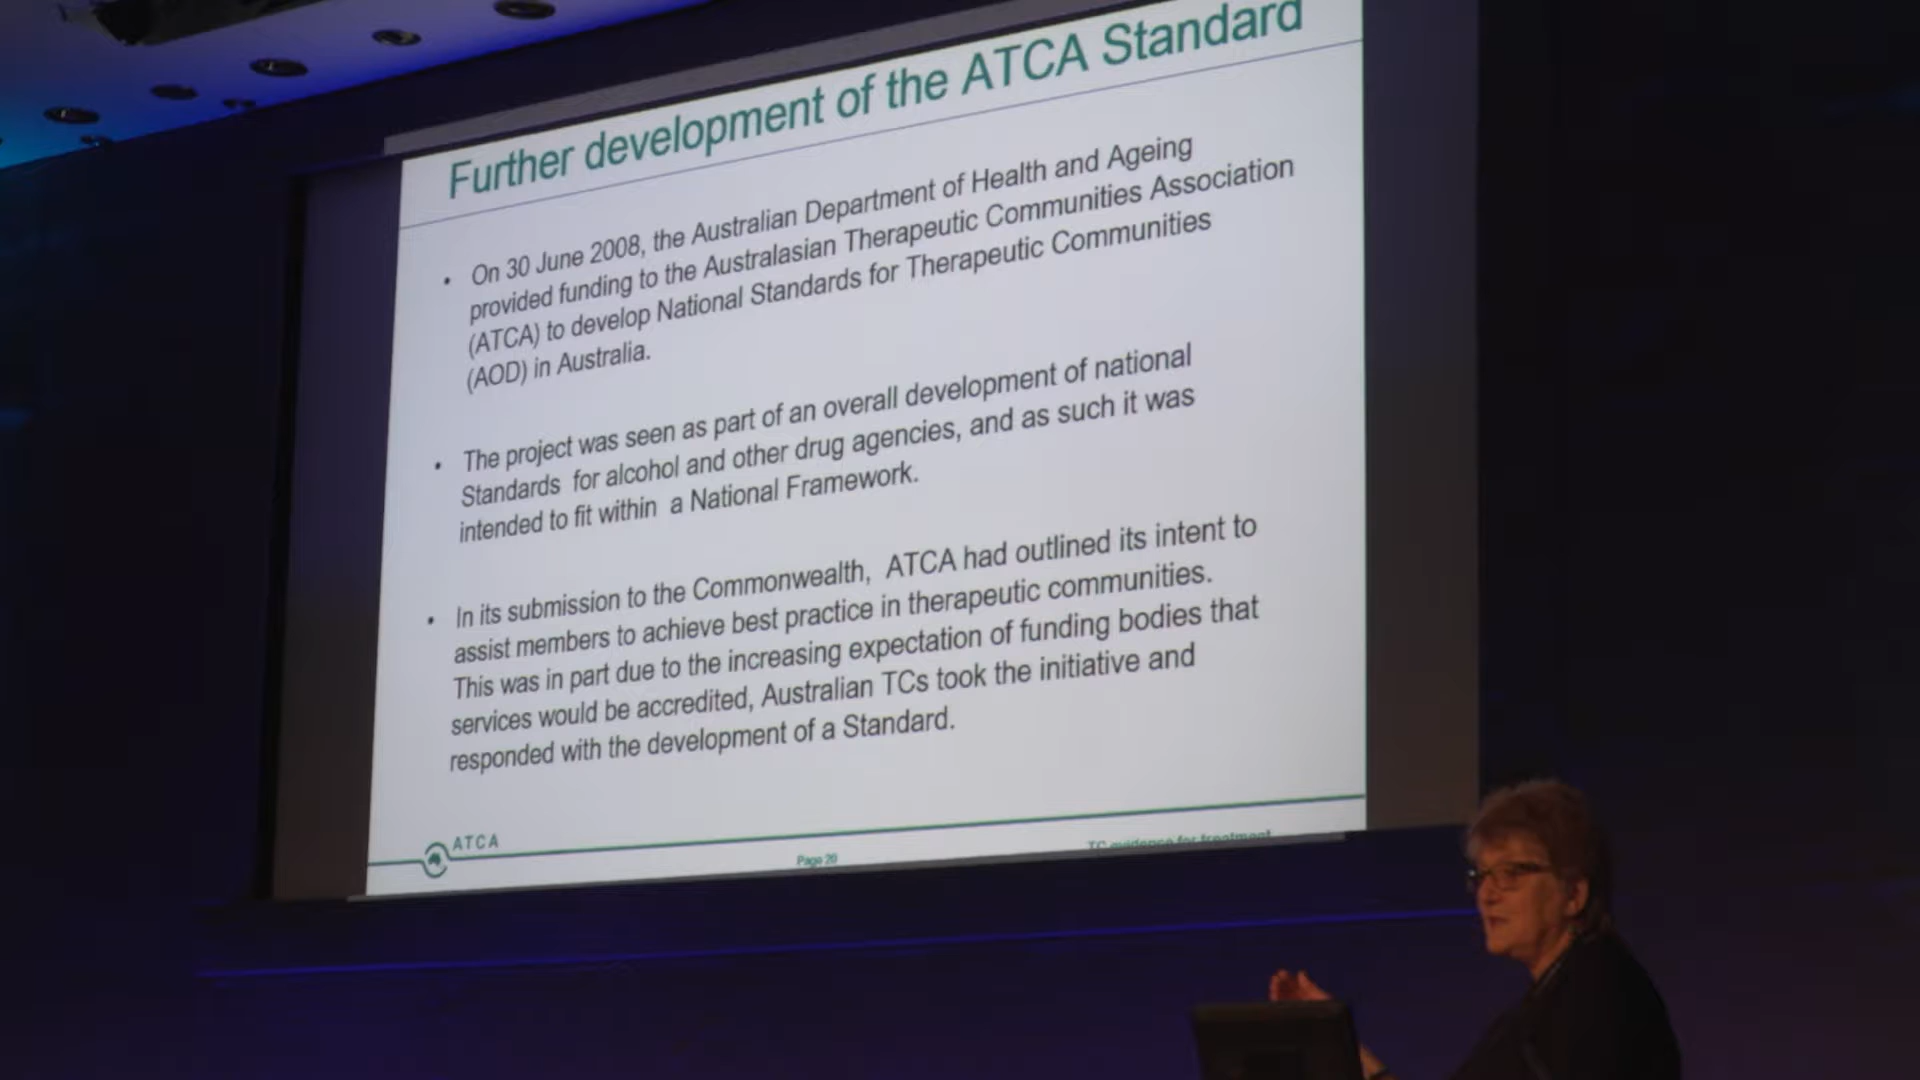 Further development of the ATCA Standard
• On 30 June 2008, the Australian Department of Health and Ageing
provided funding to the Australasian Therapeutic Communities Association
(ATCA) to develop National Standards for Therapeutic Communities
(AOD) in Australia.
• The project was seen as part of an overall development of national
Standards for alcohol and other drug agencies, and as such it was
intended to fit within a National Framework.
• In its submission to the Commonwealth, ATCA had outlined its intent to
assist members to achieve best practice in therapeutic communities.
This was in part due to the increasing expectation of funding bodies that
services would be accredited, Australian TCs took the initiative and
responded with the development of a Standard.
ATCA
Page 20
TC evidence for treatment